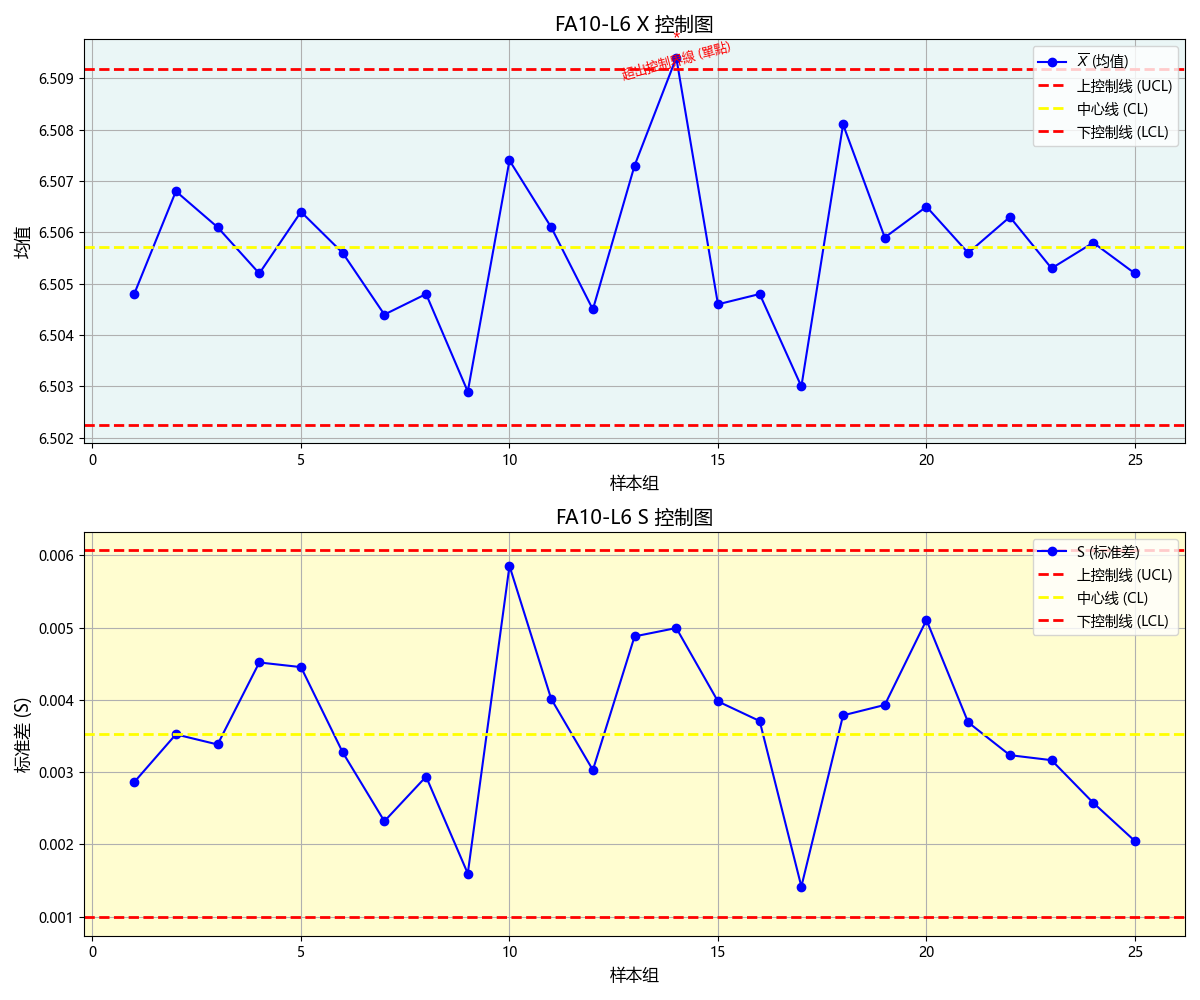 FA10-L6 X 控制图
*
超出控制界線 (單點)
X̅ (均值)
上控制线 (UCL)
中心线 (CL)
下控制线 (LCL)
均值
6.509
6.508
6.507
6.506
6.505
6.504
6.503
6.502
0 5 10 15 20 25
样本组
FA10-L6 S 控制图
S (标准差)
上控制线 (UCL)
中心线 (CL)
下控制线 (LCL)
标准差 (S)
0.006
0.005
0.004
0.003
0.002
0.001
0 5 10 15 20 25
样本组